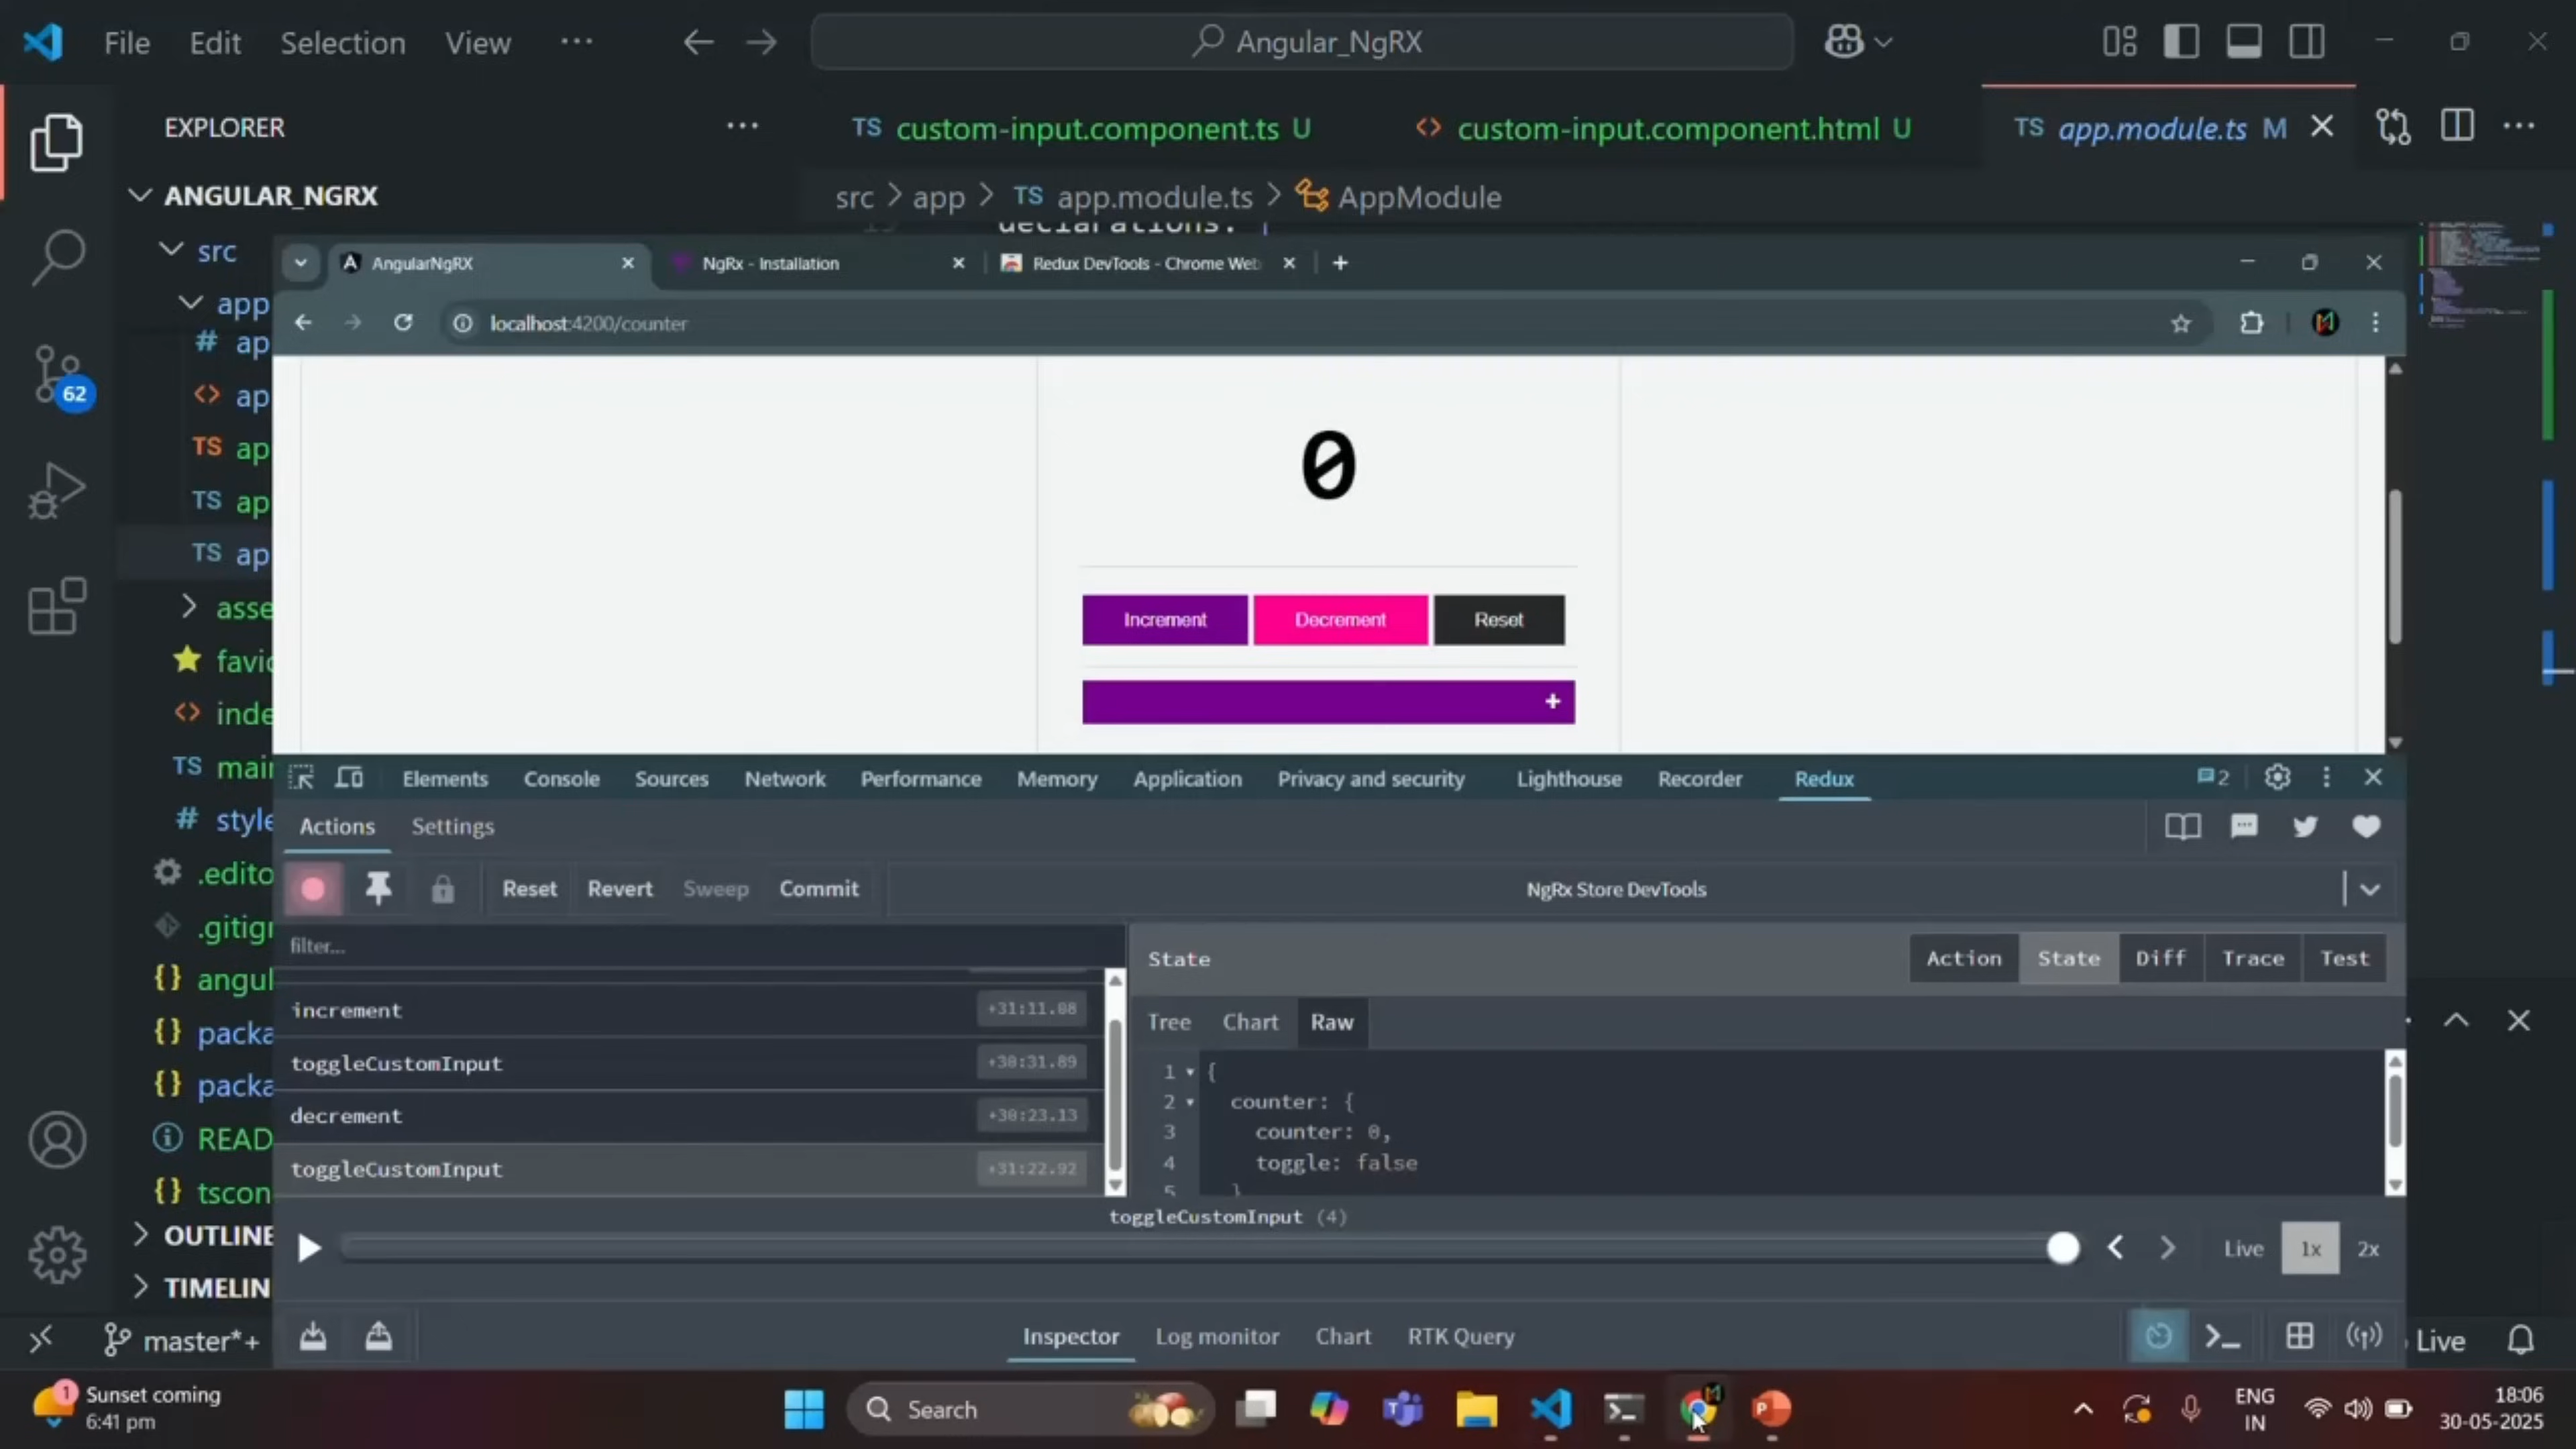 File Edit Selection View ... Angular_NgRX
EXPLORER ...
custom-input.component.ts U
custom-input.component.html U
app.module.ts M
ANGULAR_NGRX
src > app > TS app.module.ts > AppModule
src
declarations: [
app
AngularNgRX
NgRx - Installation
Redux DevTools - Chrome Web
localhost:4200/counter
# ap
<> ap
TS ap
TS ap
TS ap
62
0
asse
favic
<> inde
TS main
# style
.edito
.gitig
{} angul
{} packa
{} packa
READ
{} tscon
OUTLINE
TIMELIN
Increment Decrement Reset
+
Elements Console Sources Network Performance Memory Application Privacy and security Lighthouse Recorder Redux 2
Actions Settings
Reset Revert Sweep Commit NgRx Store DevTools
filter...
State Action State Diff Trace Test
increment +31:11.08
toggleCustomInput +30:31.89
decrement +30:23.13
toggleCustomInput +31:22.92
Tree Chart Raw
1 {
2 counter: {
3 counter: 0,
4 toggle: false
5 }
toggleCustomInput (4)
Live 1x 2x
Inspector Log monitor Chart RTK Query
master*+
Live
1
Sunset coming
6:41 pm
Search
ENG
IN
18:06
30-05-2025